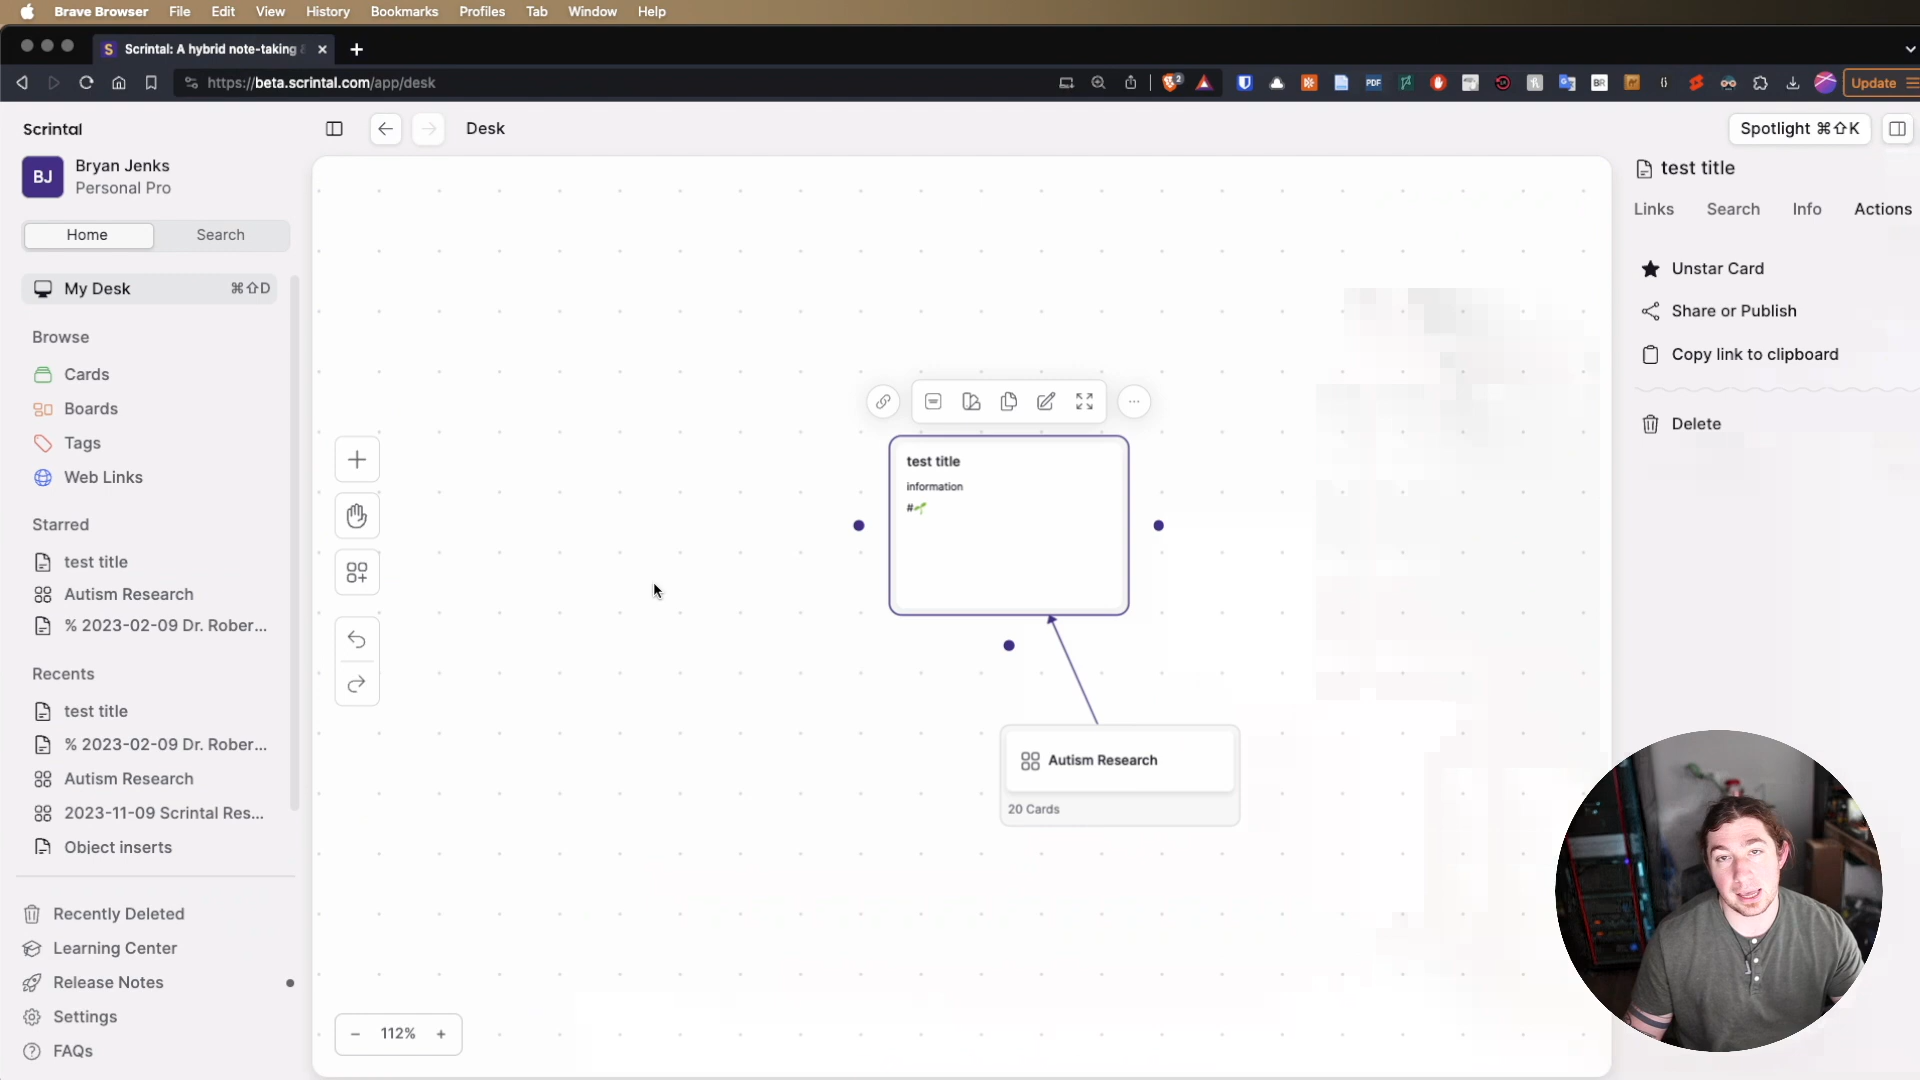 Brave Browser File Edit View History Bookmarks Profiles Tab Window Help
Scrintal: A hybrid note-taking
https://beta.scrintal.com/app/desk
2
PDF
BR
Update
Scrintal
Desk
Spotlight ⌘⇧K
BJ
Bryan Jenks
Personal Pro
Home
Search
My Desk
⌘⇧D
Browse
Cards
Boards
Tags
Web Links
Starred
test title
Autism Research
% 2023-02-09 Dr. Rober...
Recents
test title
% 2023-02-09 Dr. Rober...
Autism Research
2023-11-09 Scrintal Res...
Object inserts
Recently Deleted
Learning Center
Release Notes
Settings
FAQs
test title
information
#🌱
Autism Research
20 Cards
112%
test title
Links
Search
Info
Actions
Unstar Card
Share or Publish
Copy link to clipboard
Delete